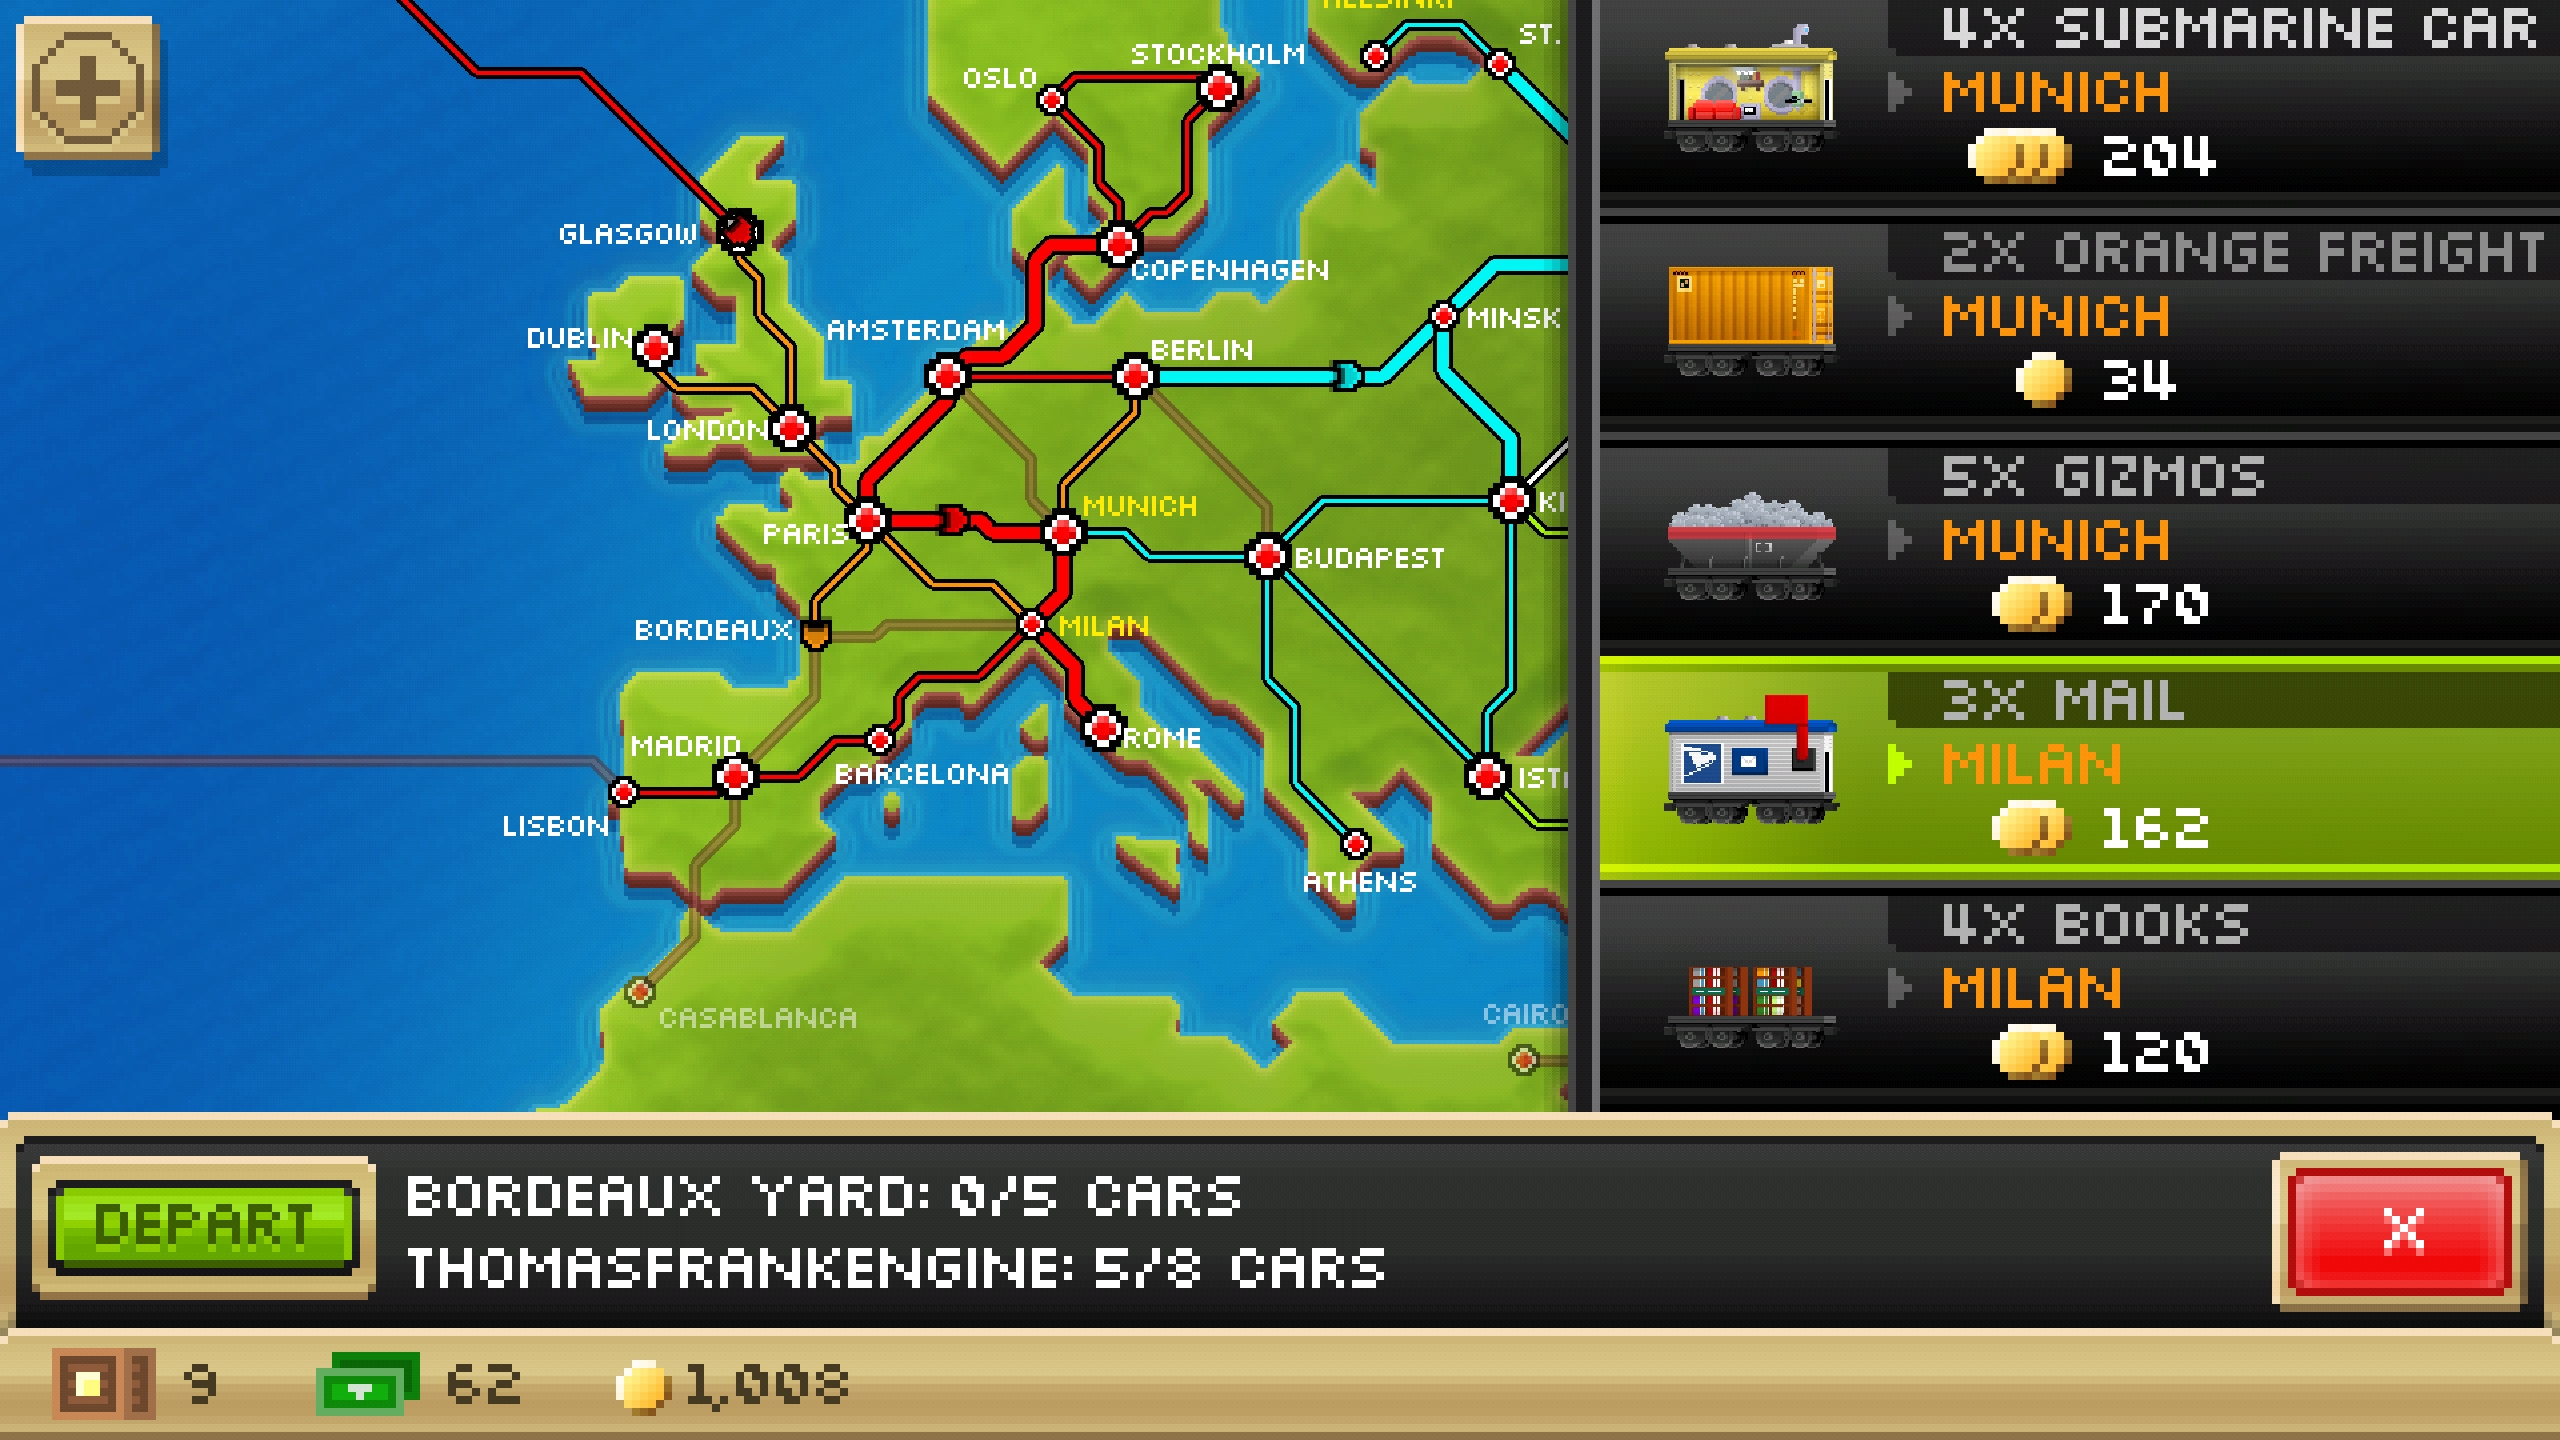 HELSINKI
ST.
STOCKHOLM
OSLO
GLASGOW
COPENHAGEN
MINSK
AMSTERDAM
DUBLIN
BERLIN
LONDON
MUNICH
KI
PARIS
BUDAPEST
BORDEAUX
MILAN
ROME
MADRID
BARCELONA
IST
LISBON
ATHENS
CASABLANCA
CAIRO
4X SUBMARINE CAR
MUNICH
204
2X ORANGE FREIGHT
MUNICH
34
5X GIZMOS
MUNICH
170
3X MAIL
MILAN
162
4X BOOKS
MILAN
120
DEPART
BORDEAUX YARD: 0/5 CARS
THOMASFRANKENGINE: 5/8 CARS
X
9
62
1,008